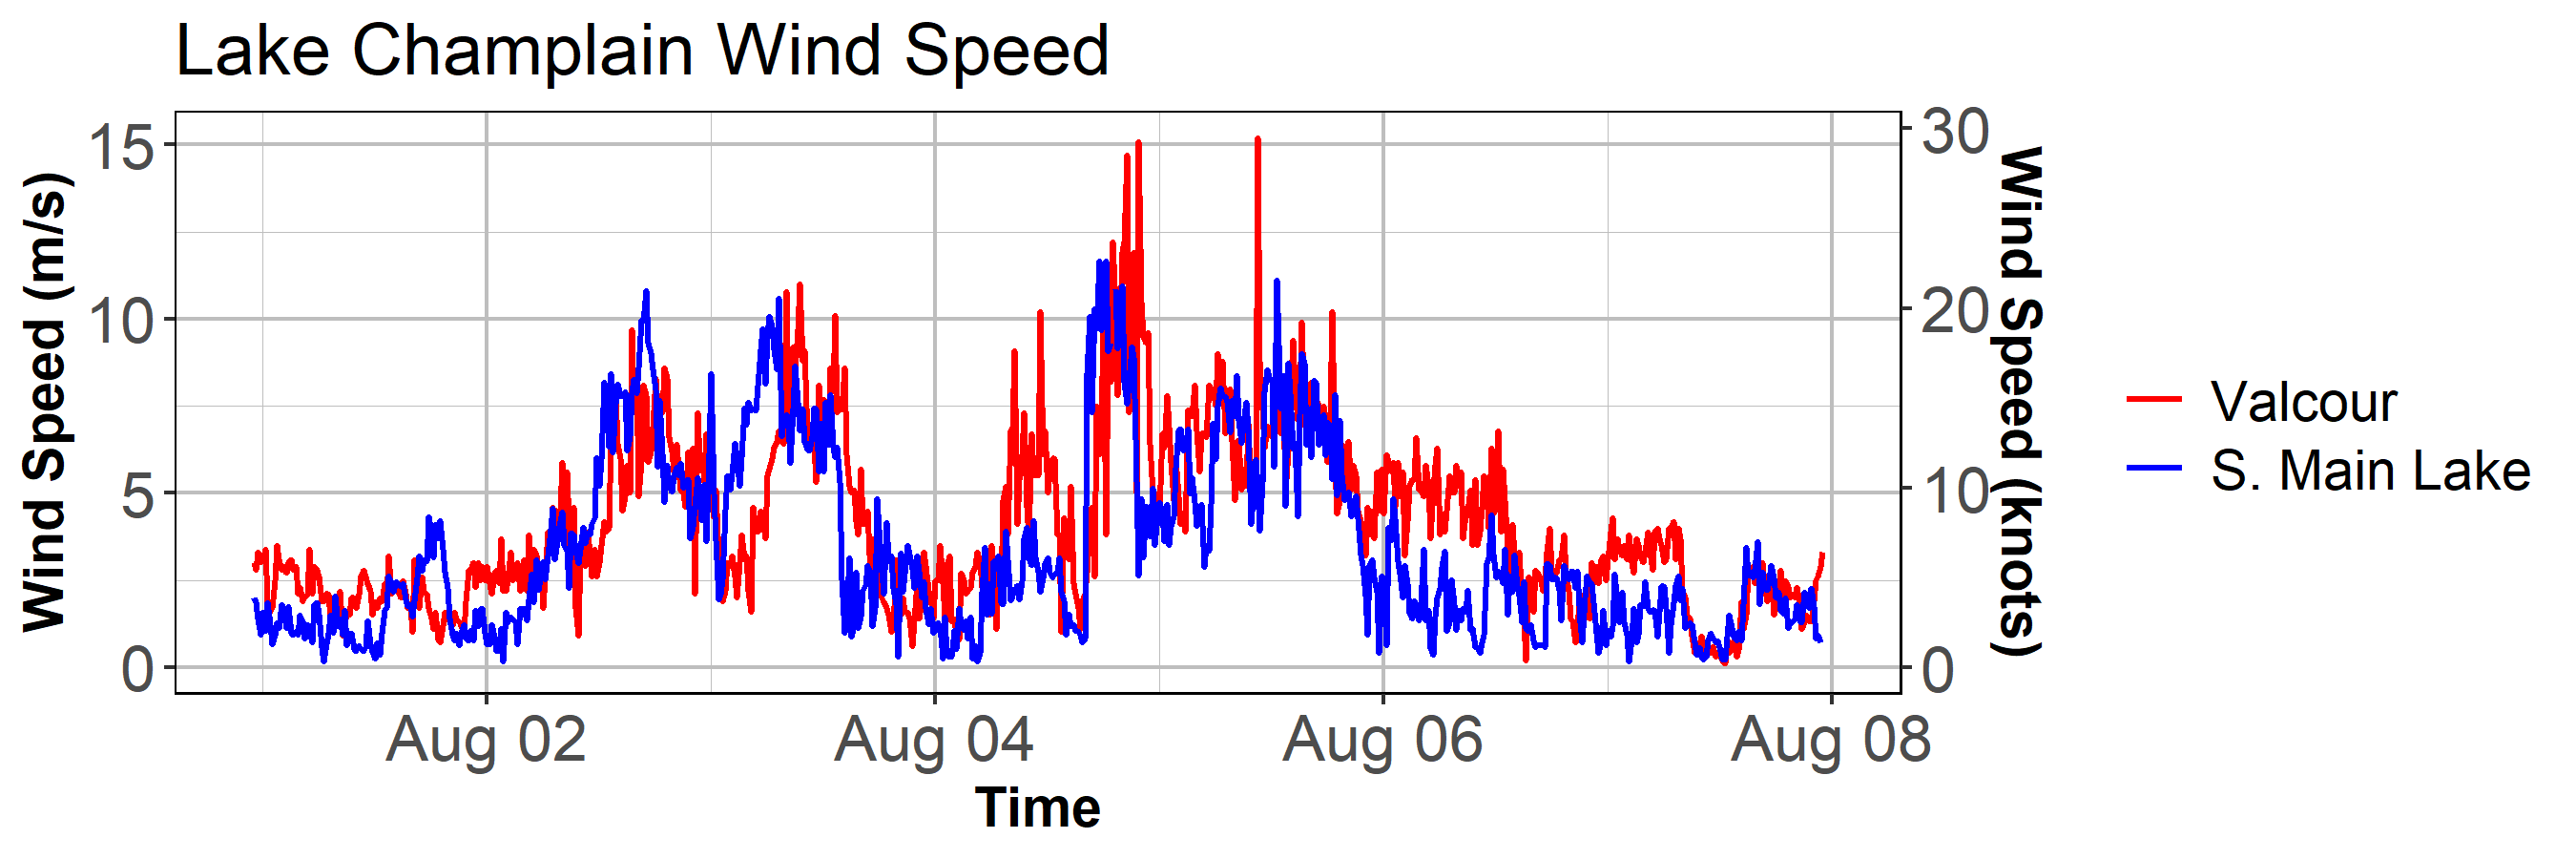 Lake Champlain Wind Speed
Wind Speed (m/s)
15
10
5
0
30
20
10
0
Wind Speed (knots)
Aug 02
Aug 04
Aug 06
Aug 08
Time
Valcour
S. Main Lake